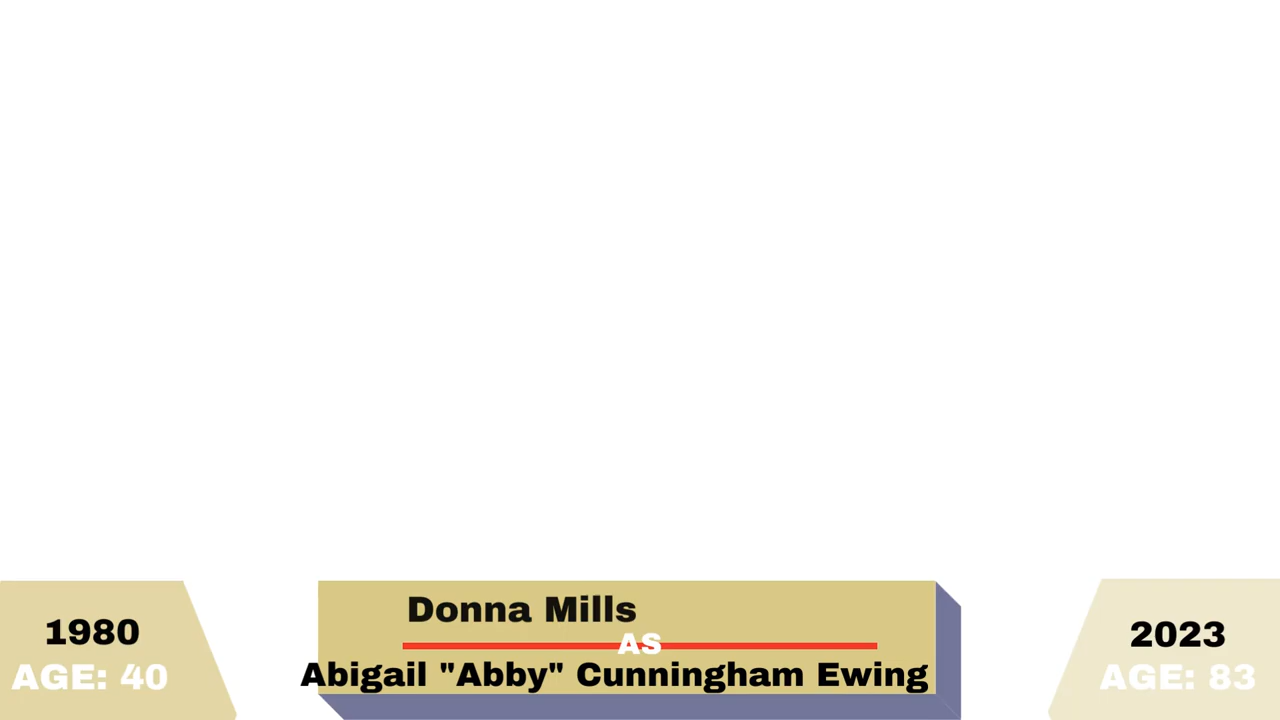 Donna Mills
AS
Abigail "Abby" Cunningham Ewing
1980
AGE: 40
2023
AGE: 83